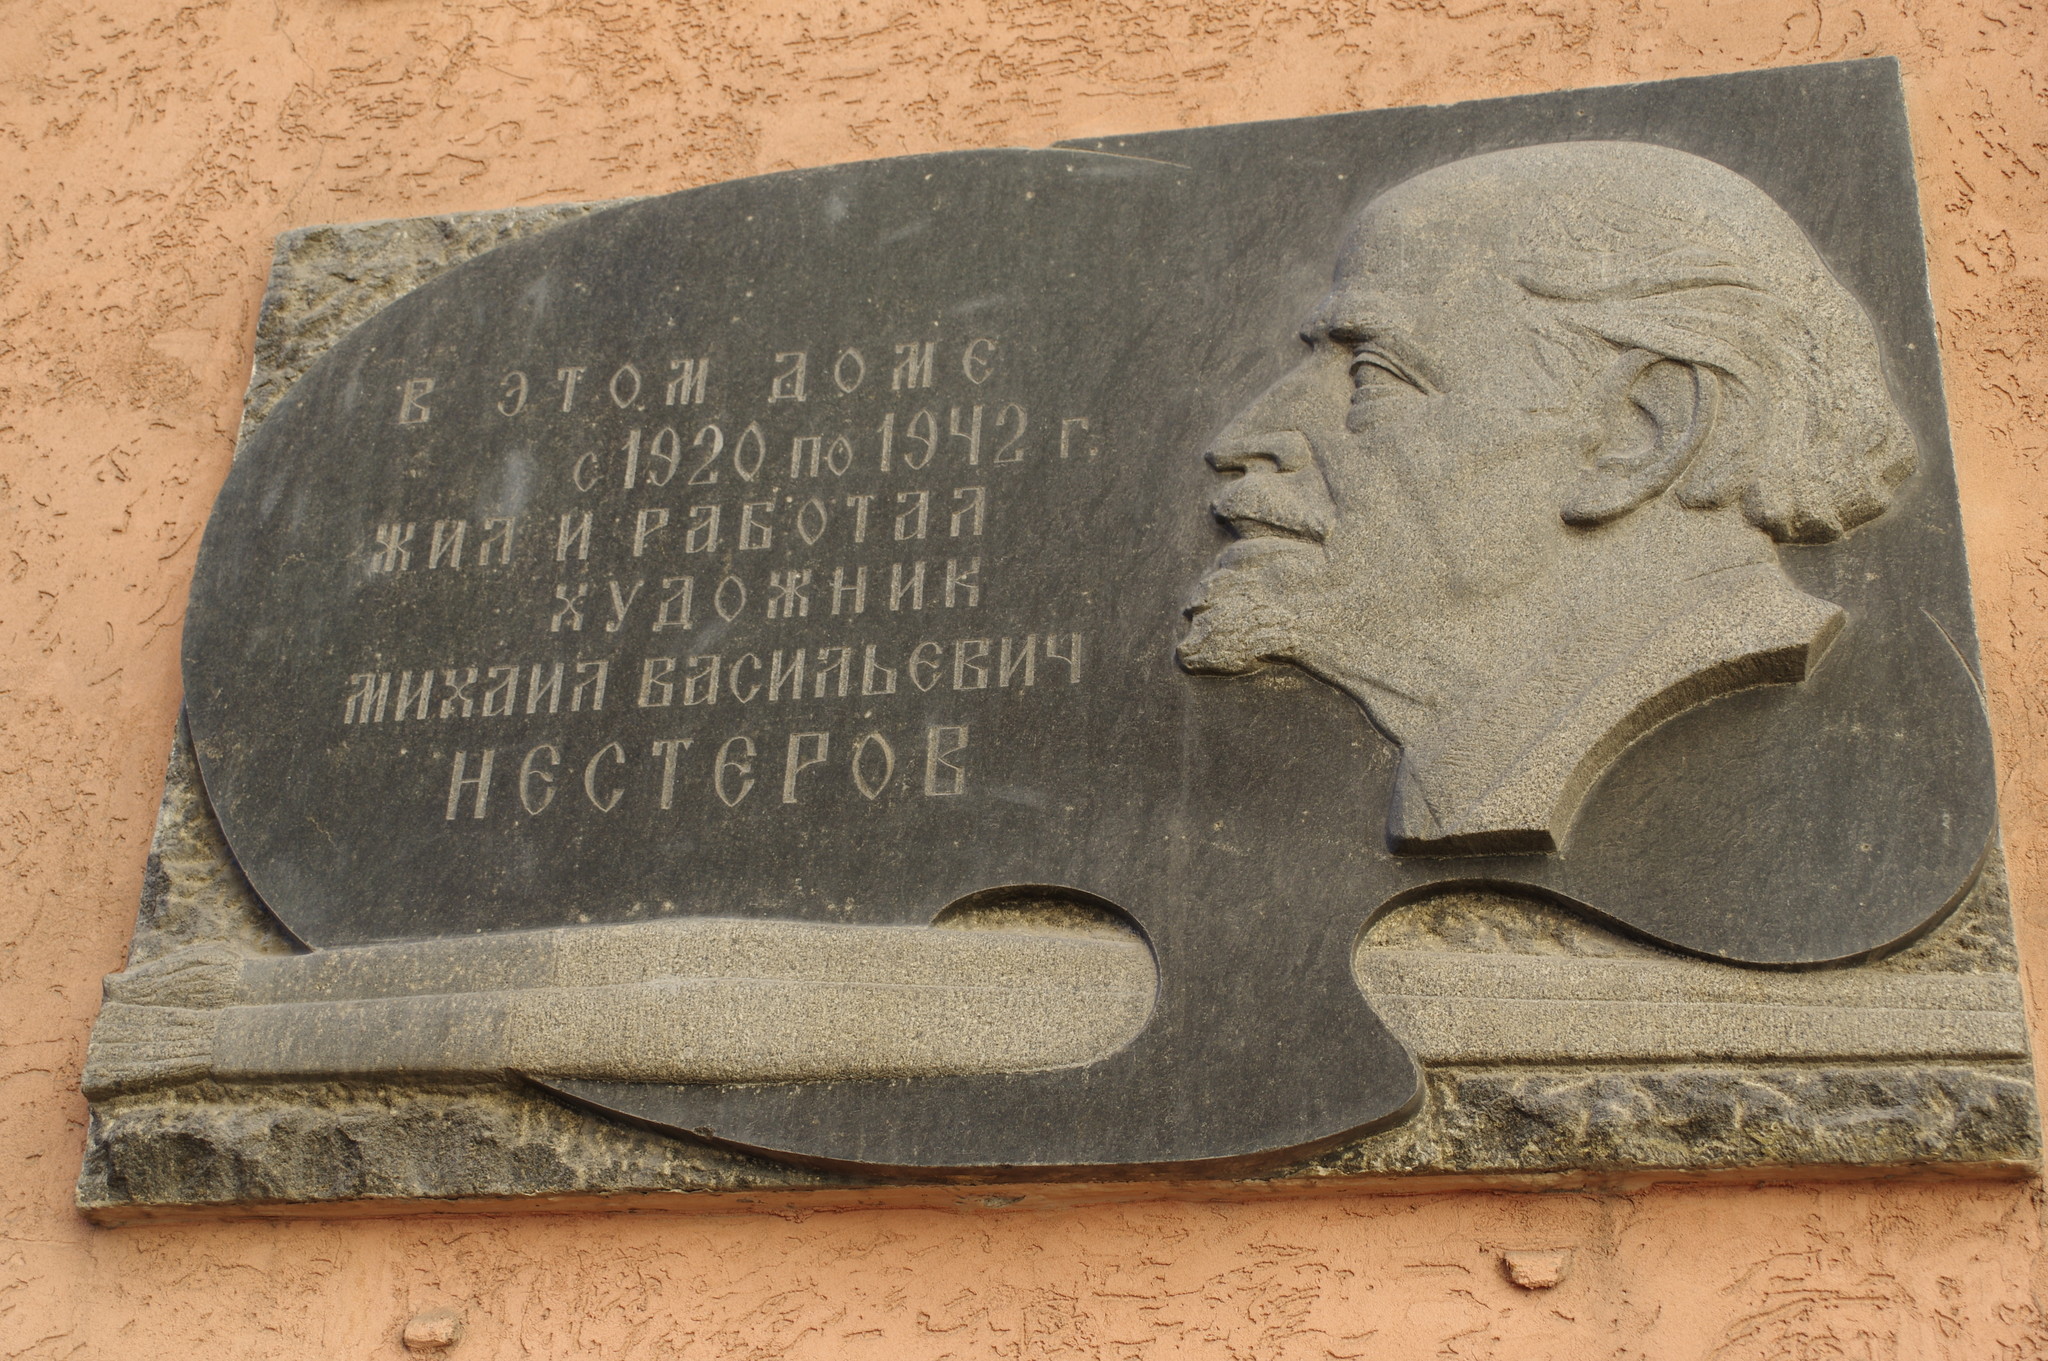 В ЭТОМ ДОМЕ
С 1920 ПО 1942 Г.
ЖИЛ И РАБОТАЛ
ХУДОЖНИК
МИХАИЛ ВАСИЛЬЕВИЧ
НЕСТЕРОВ